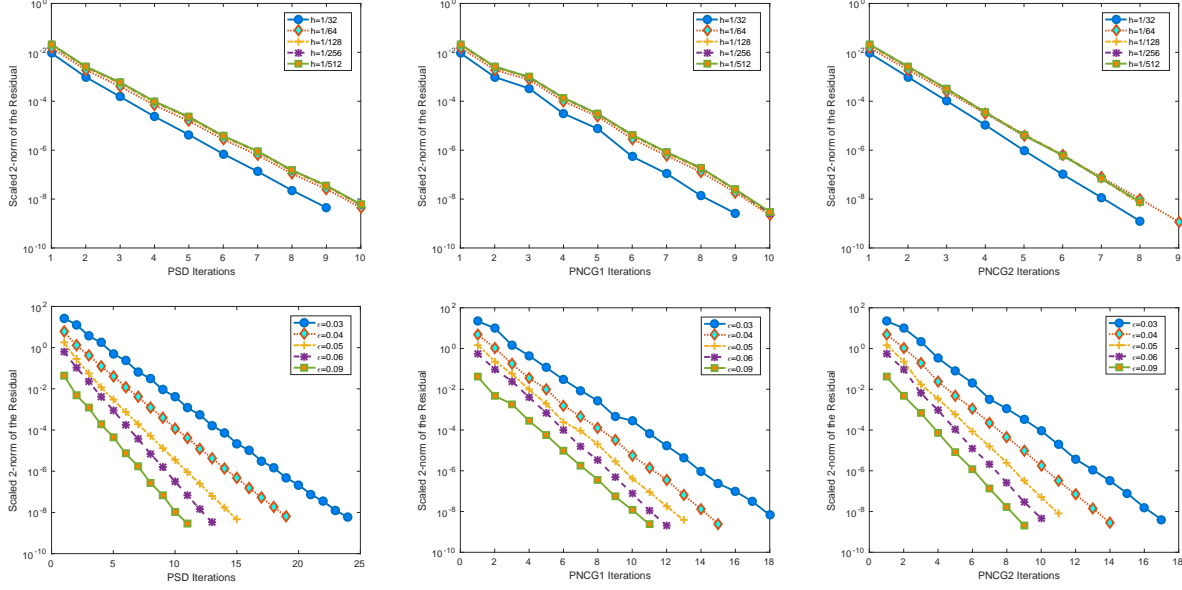 10^0
10^-2
10^-4
10^-6
10^-8
10^-10
Scaled 2-norm of the Residual
1 2 3 4 5 6 7 8 9 10
PSD Iterations
h=1/32
h=1/64
h=1/128
h=1/256
h=1/512
10^0
10^-2
10^-4
10^-6
10^-8
10^-10
Scaled 2-norm of the Residual
1 2 3 4 5 6 7 8 9 10
PNCG1 Iterations
h=1/32
h=1/64
h=1/128
h=1/256
h=1/512
10^0
10^-2
10^-4
10^-6
10^-8
10^-10
Scaled 2-norm of the Residual
1 2 3 4 5 6 7 8 9
PNCG2 Iterations
h=1/32
h=1/64
h=1/128
h=1/256
h=1/512
10^2
10^0
10^-2
10^-4
10^-6
10^-8
10^-10
Scaled 2-norm of the Residual
0 5 10 15 20 25
PSD Iterations
ϵ=0.03
ϵ=0.04
ϵ=0.05
ϵ=0.06
ϵ=0.09
10^2
10^0
10^-2
10^-4
10^-6
10^-8
10^-10
Scaled 2-norm of the Residual
0 2 4 6 8 10 12 14 16 18
PNCG1 Iterations
ϵ=0.03
ϵ=0.04
ϵ=0.05
ϵ=0.06
ϵ=0.09
10^2
10^0
10^-2
10^-4
10^-6
10^-8
10^-10
Scaled 2-norm of the Residual
0 2 4 6 8 10 12 14 16 18
PNCG2 Iterations
ϵ=0.03
ϵ=0.04
ϵ=0.05
ϵ=0.06
ϵ=0.09